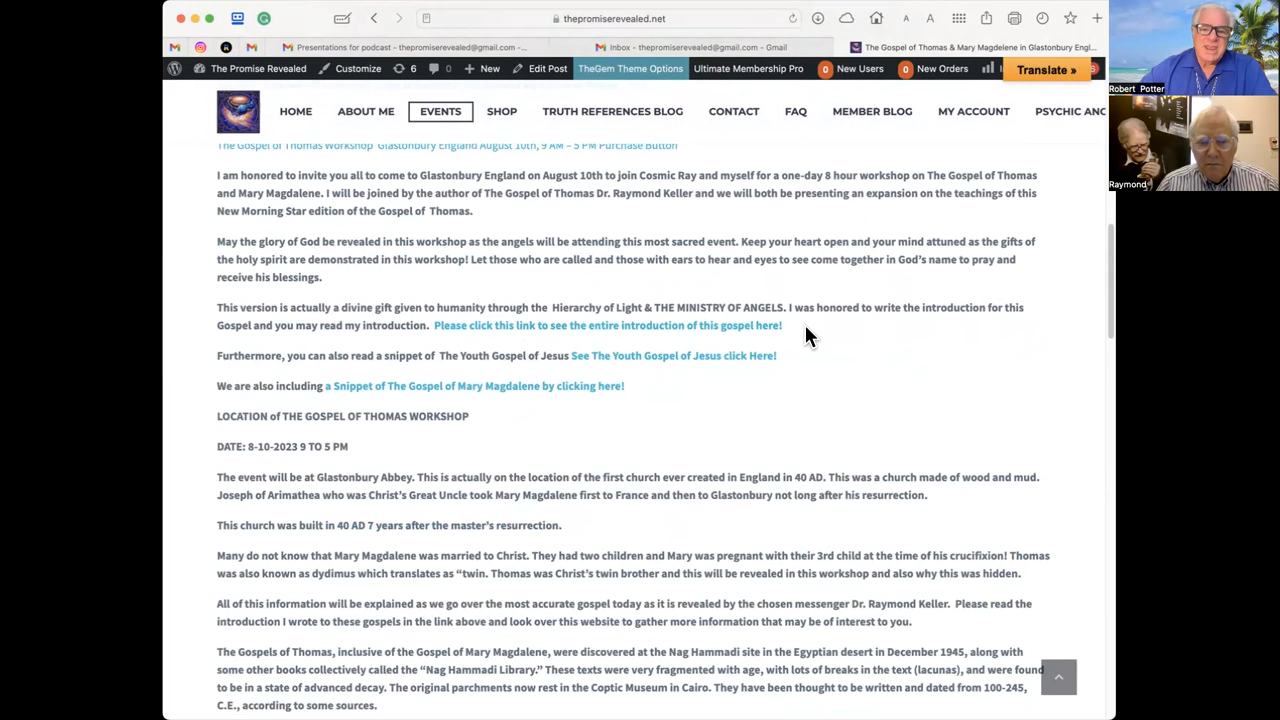 thepromiserevealed.net
Presentations for podcast - thepromiserevealed@gmail.com -...
Inbox - thepromiserevealed@gmail.com - Gmail
The Gospel of Thomas & Mary Magdelene in Glastonbury Engl...
The Promise Revealed
Customize
6
0
New
Edit Post
TheGem Theme Options
Ultimate Membership Pro
0 New Users
0 New Orders
Translate »
HOME
ABOUT ME
EVENTS
SHOP
TRUTH REFERENCES BLOG
CONTACT
FAQ
MEMBER BLOG
MY ACCOUNT
PSYCHIC ANG
Robert Potter
Raymond
The Gospel of Thomas Workshop Glastonbury England August 10th, 9 AM – 5 PM Purchase Button
I am honored to invite you all to come to Glastonbury England on August 10th to join Cosmic Ray and myself for a one-day 8 hour workshop on The Gospel of Thomas
and Mary Magdalene. I will be joined by the author of The Gospel of Thomas Dr. Raymond Keller and we will both be presenting an expansion on the teachings of this
New Morning Star edition of the Gospel of Thomas.
May the glory of God be revealed in this workshop as the angels will be attending this most sacred event. Keep your heart open and your mind attuned as the gifts of
the holy spirit are demonstrated in this workshop! Let those who are called and those with ears to hear and eyes to see come together in God's name to pray and
receive his blessings.
This version is actually a divine gift given to humanity through the Hierarchy of Light & THE MINISTRY OF ANGELS. I was honored to write the introduction for this
Gospel and you may read my introduction. Please click this link to see the entire introduction of this gospel here!
Furthermore, you can also read a snippet of The Youth Gospel of Jesus See The Youth Gospel of Jesus click Here!
We are also including a Snippet of The Gospel of Mary Magdalene by clicking here!
LOCATION of THE GOSPEL OF THOMAS WORKSHOP
DATE: 8-10-2023 9 TO 5 PM
The event will be at Glastonbury Abbey. This is actually on the location of the first church ever created in England in 40 AD. This was a church made of wood and mud.
Joseph of Arimathea who was Christ's Great Uncle took Mary Magdalene first to France and then to Glastonbury not long after his resurrection.
This church was built in 40 AD 7 years after the master's resurrection.
Many do not know that Mary Magdalene was married to Christ. They had two children and Mary was pregnant with their 3rd child at the time of his crucifixion! Thomas
was also known as dydimus which translates as “twin. Thomas was Christ's twin brother and this will be revealed in this workshop and also why this was hidden.
All of this information will be explained as we go over the most accurate gospel today as it is revealed by the chosen messenger Dr. Raymond Keller. Please read the
introduction I wrote to these gospels in the link above and look over this website to gather more information that may be of interest to you.
The Gospels of Thomas, inclusive of the Gospel of Mary Magdalene, were discovered at the Nag Hammadi site in the Egyptian desert in December 1945, along with
some other books collectively called the “Nag Hammadi Library.” These texts were very fragmented with age, with lots of breaks in the text (lacunas), and were found
to be in a state of advanced decay. The original parchments now rest in the Coptic Museum in Cairo. They have been thought to be written and dated from 100-245,
C.E., according to some sources.